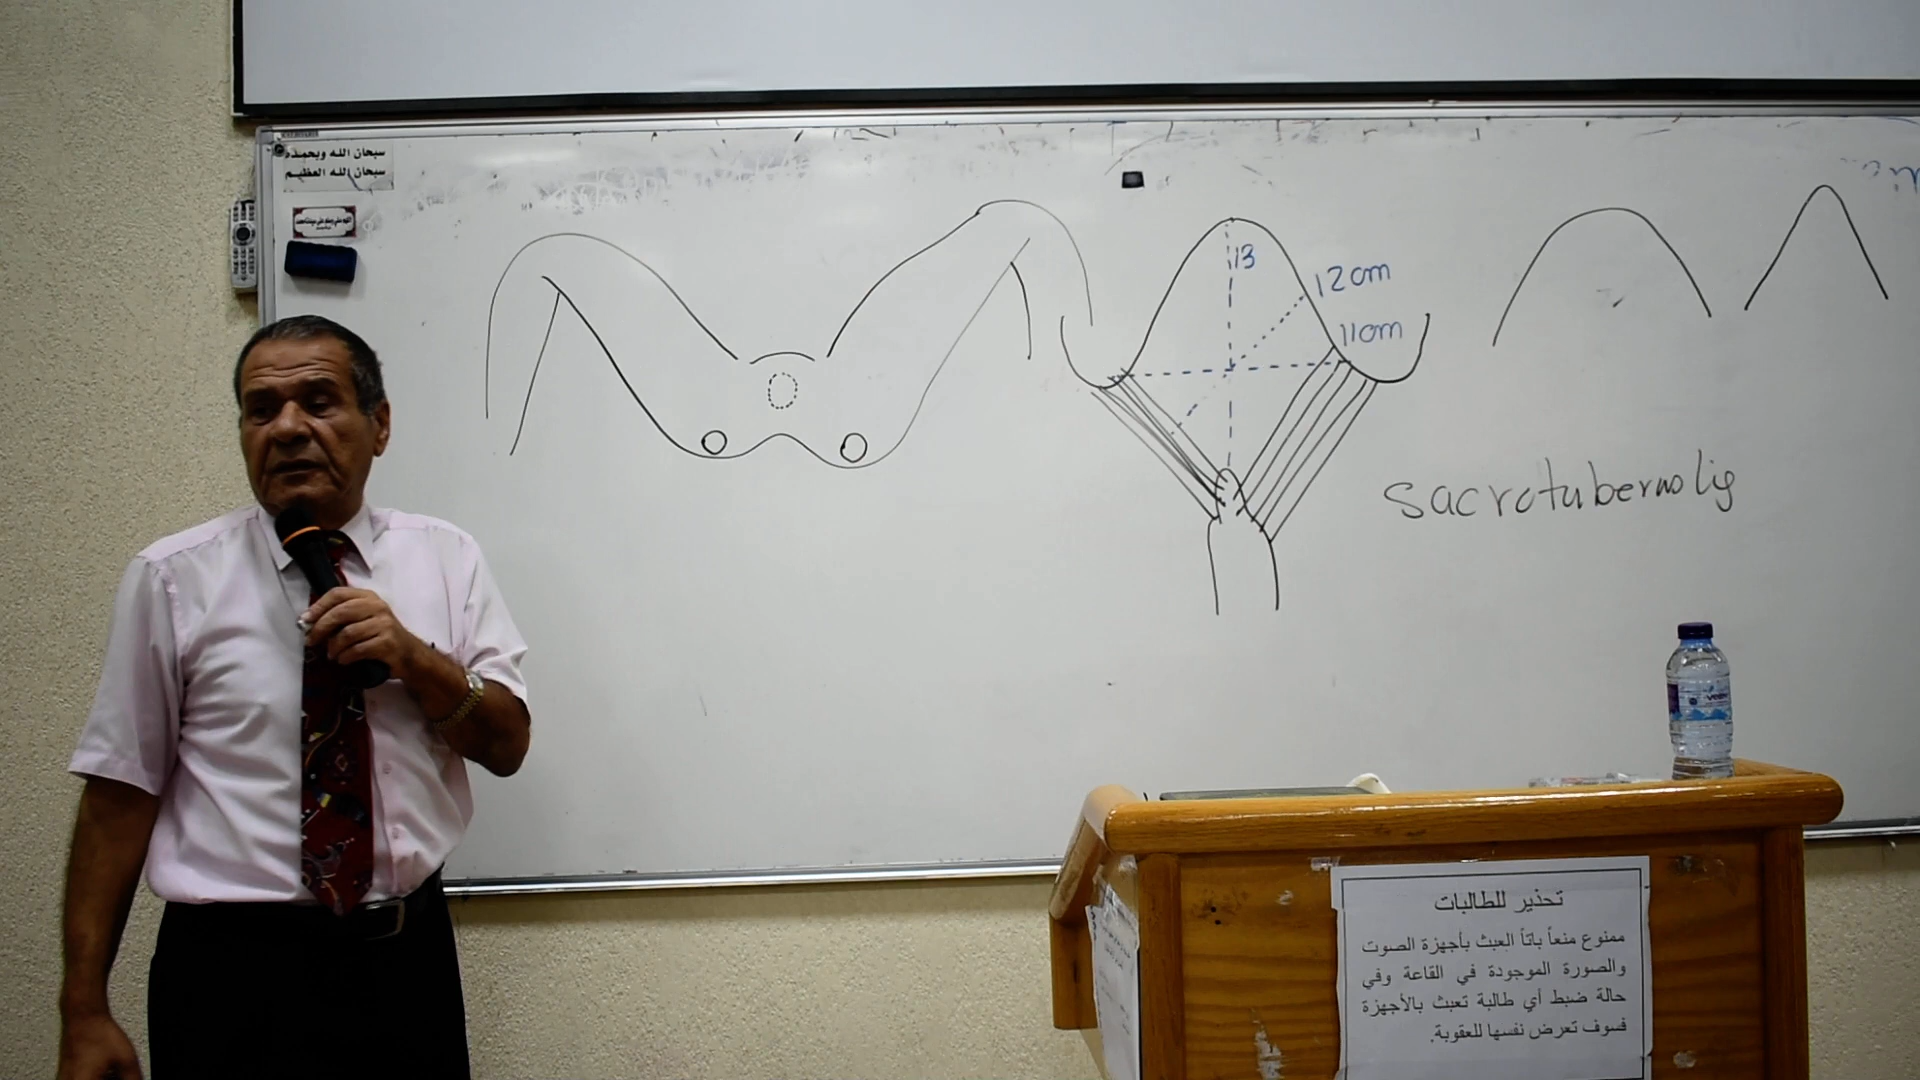 سبحان الله وبحمده
سبحان الله العظيم
13
12cm
11cm
تحذير للطالبات
ممنوع منعاً باتاً العبث بأجهزة الصوت
والصورة الموجودة في القاعة وفي
حالة ضبط أي طالبة تعبث بالأجهزة
فسوف تعرض نفسها للعقوبة.